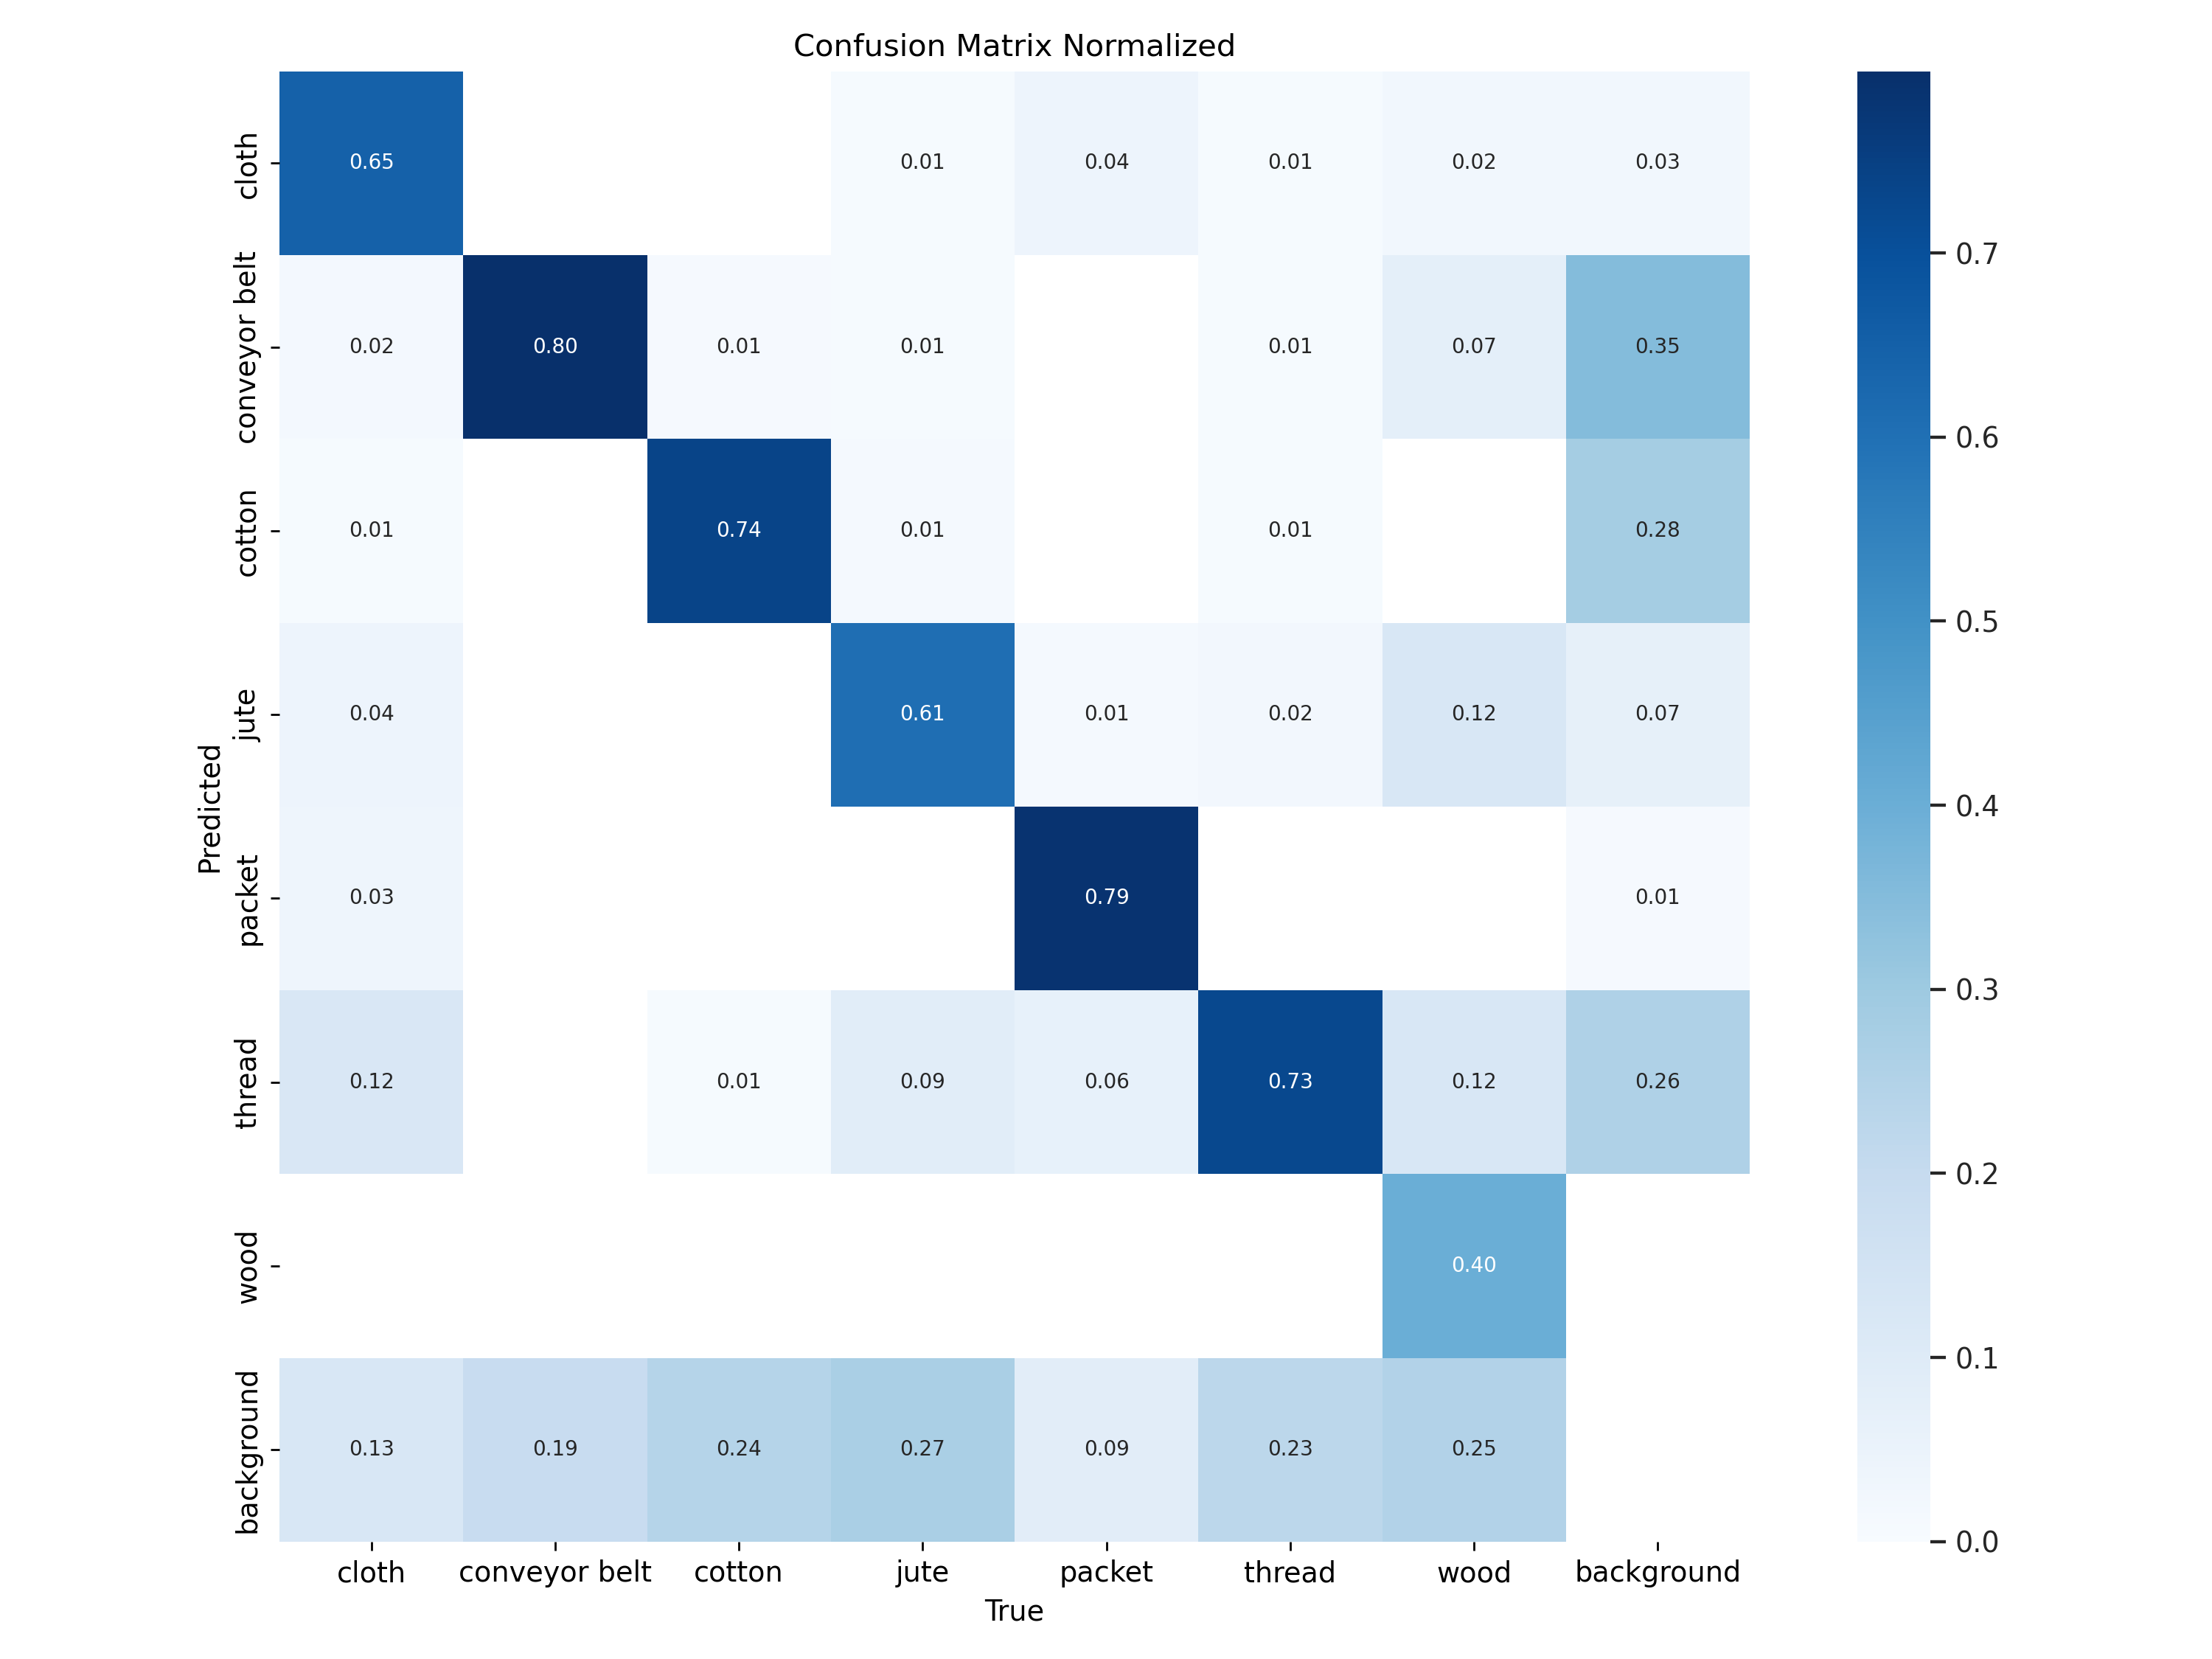 Confusion Matrix Normalized
cloth
0.65
0.01
0.04
0.01
0.02
0.03
conveyor belt
0.02
0.80
0.01
0.01
0.01
0.07
0.35
cotton
0.01
0.74
0.01
0.01
0.28
jute
0.04
0.61
0.01
0.02
0.12
0.07
Predicted
packet
0.03
0.79
0.01
thread
0.12
0.01
0.09
0.06
0.73
0.12
0.26
wood
0.40
background
0.13
0.19
0.24
0.27
0.09
0.23
0.25
cloth
conveyor belt
cotton
jute
packet
thread
wood
background
True
0.7
0.6
0.5
0.4
0.3
0.2
0.1
0.0